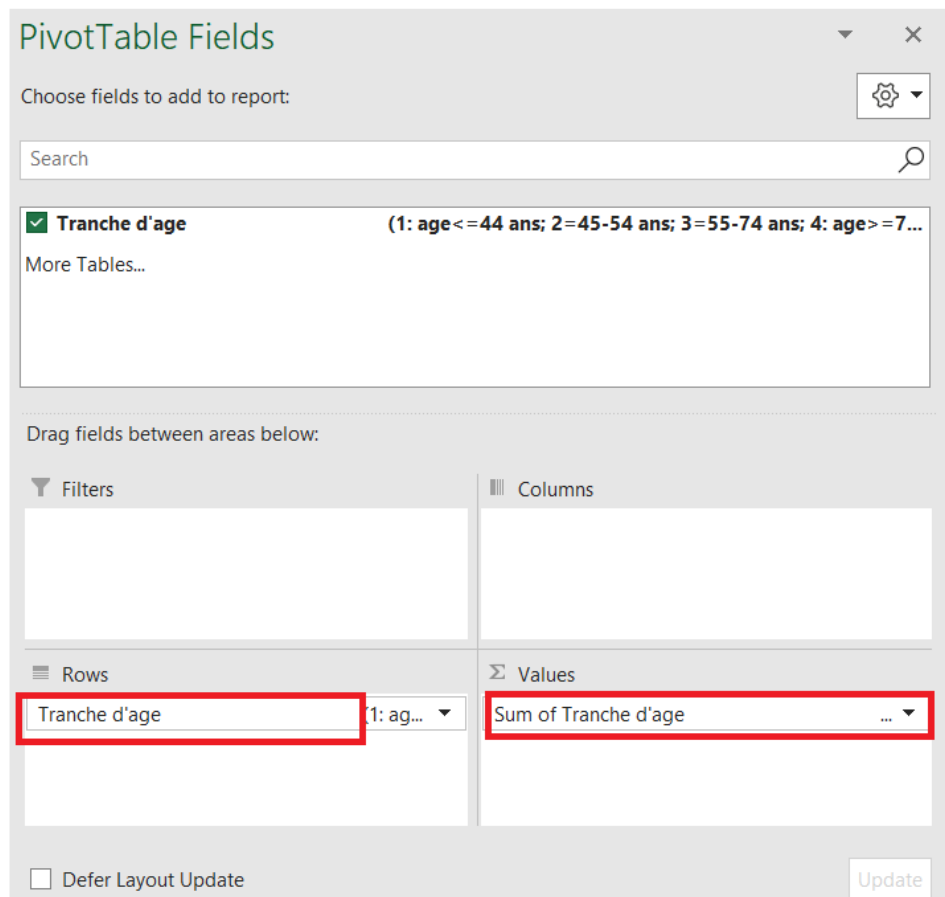 PivotTable Fields
Choose fields to add to report:
Search
Tranche d'age (1: age<=44 ans; 2=45-54 ans; 3=55-74 ans; 4: age>=7...
More Tables...
Drag fields between areas below:
Filters
Columns
Rows
Σ Values
Tranche d'age (1: ag...
Sum of Tranche d'age ...
Defer Layout Update
Update